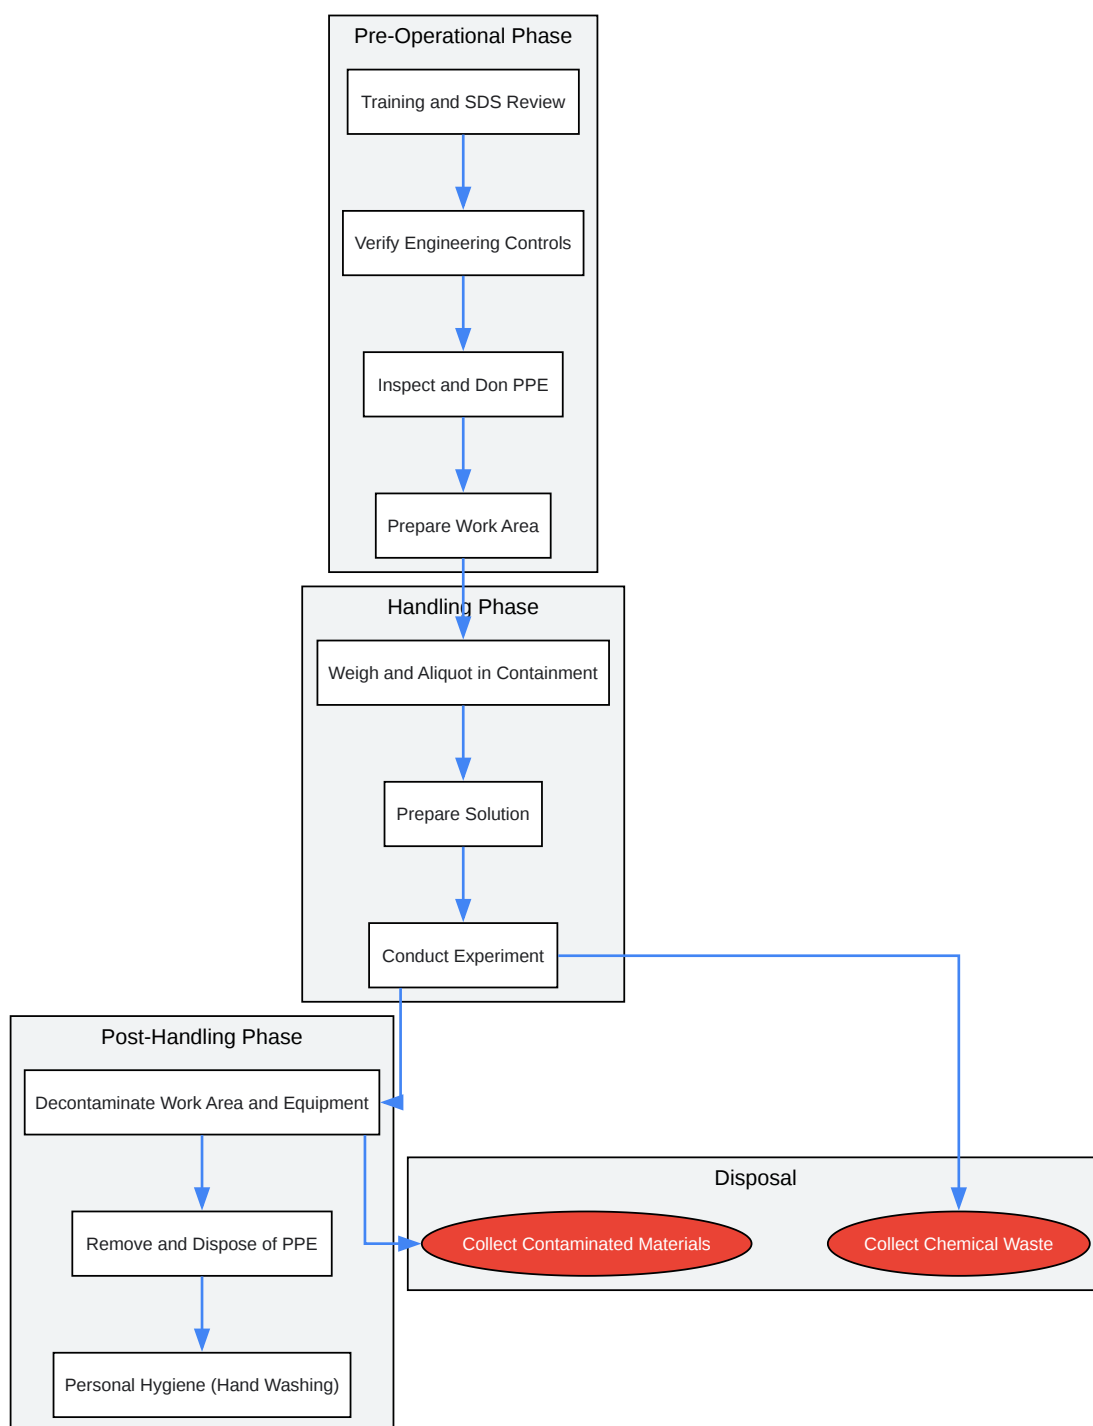 Pre-Operational Phase
Training and SDS Review
Verify Engineering Controls
Inspect and Don PPE
Prepare Work Area
Handling Phase
Weigh and Aliquot in Containment
Prepare Solution
Conduct Experiment
Post-Handling Phase
Decontaminate Work Area and Equipment
Remove and Dispose of PPE
Personal Hygiene (Hand Washing)
Disposal
Collect Contaminated Materials
Collect Chemical Waste